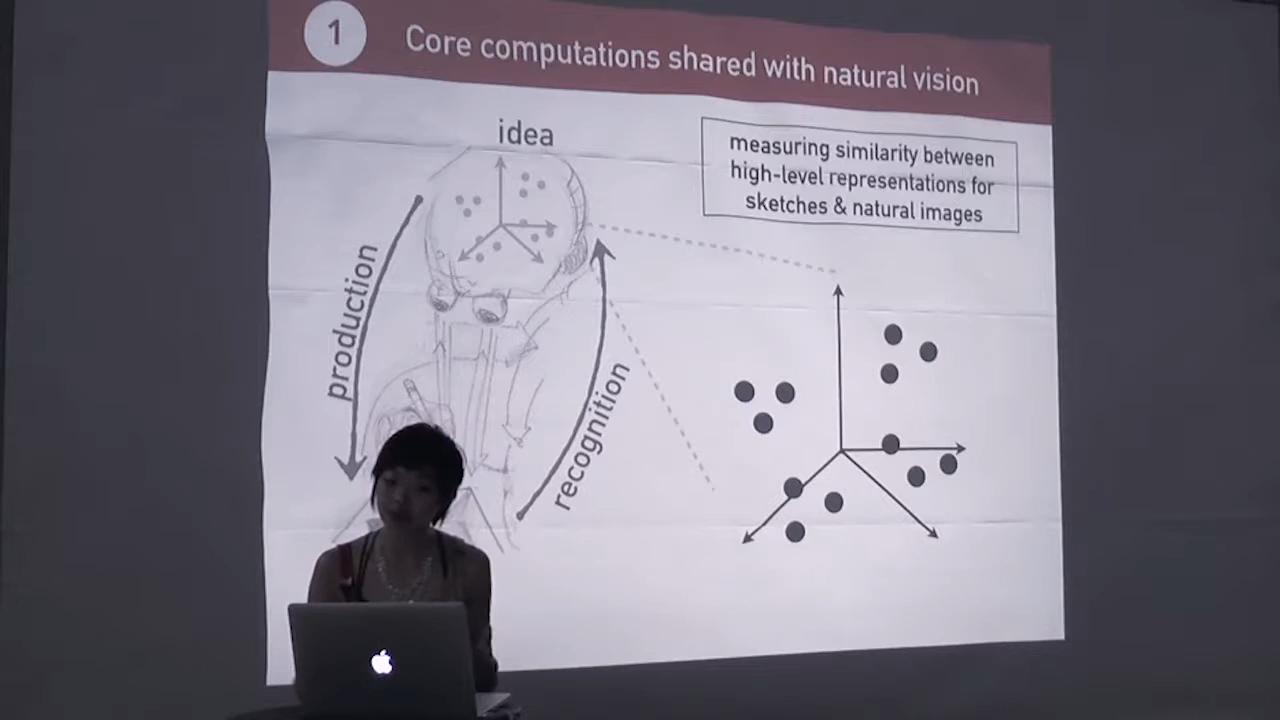 1
Core computations shared with natural vision
idea
measuring similarity between
high-level representations for
sketches & natural images
production
recognition